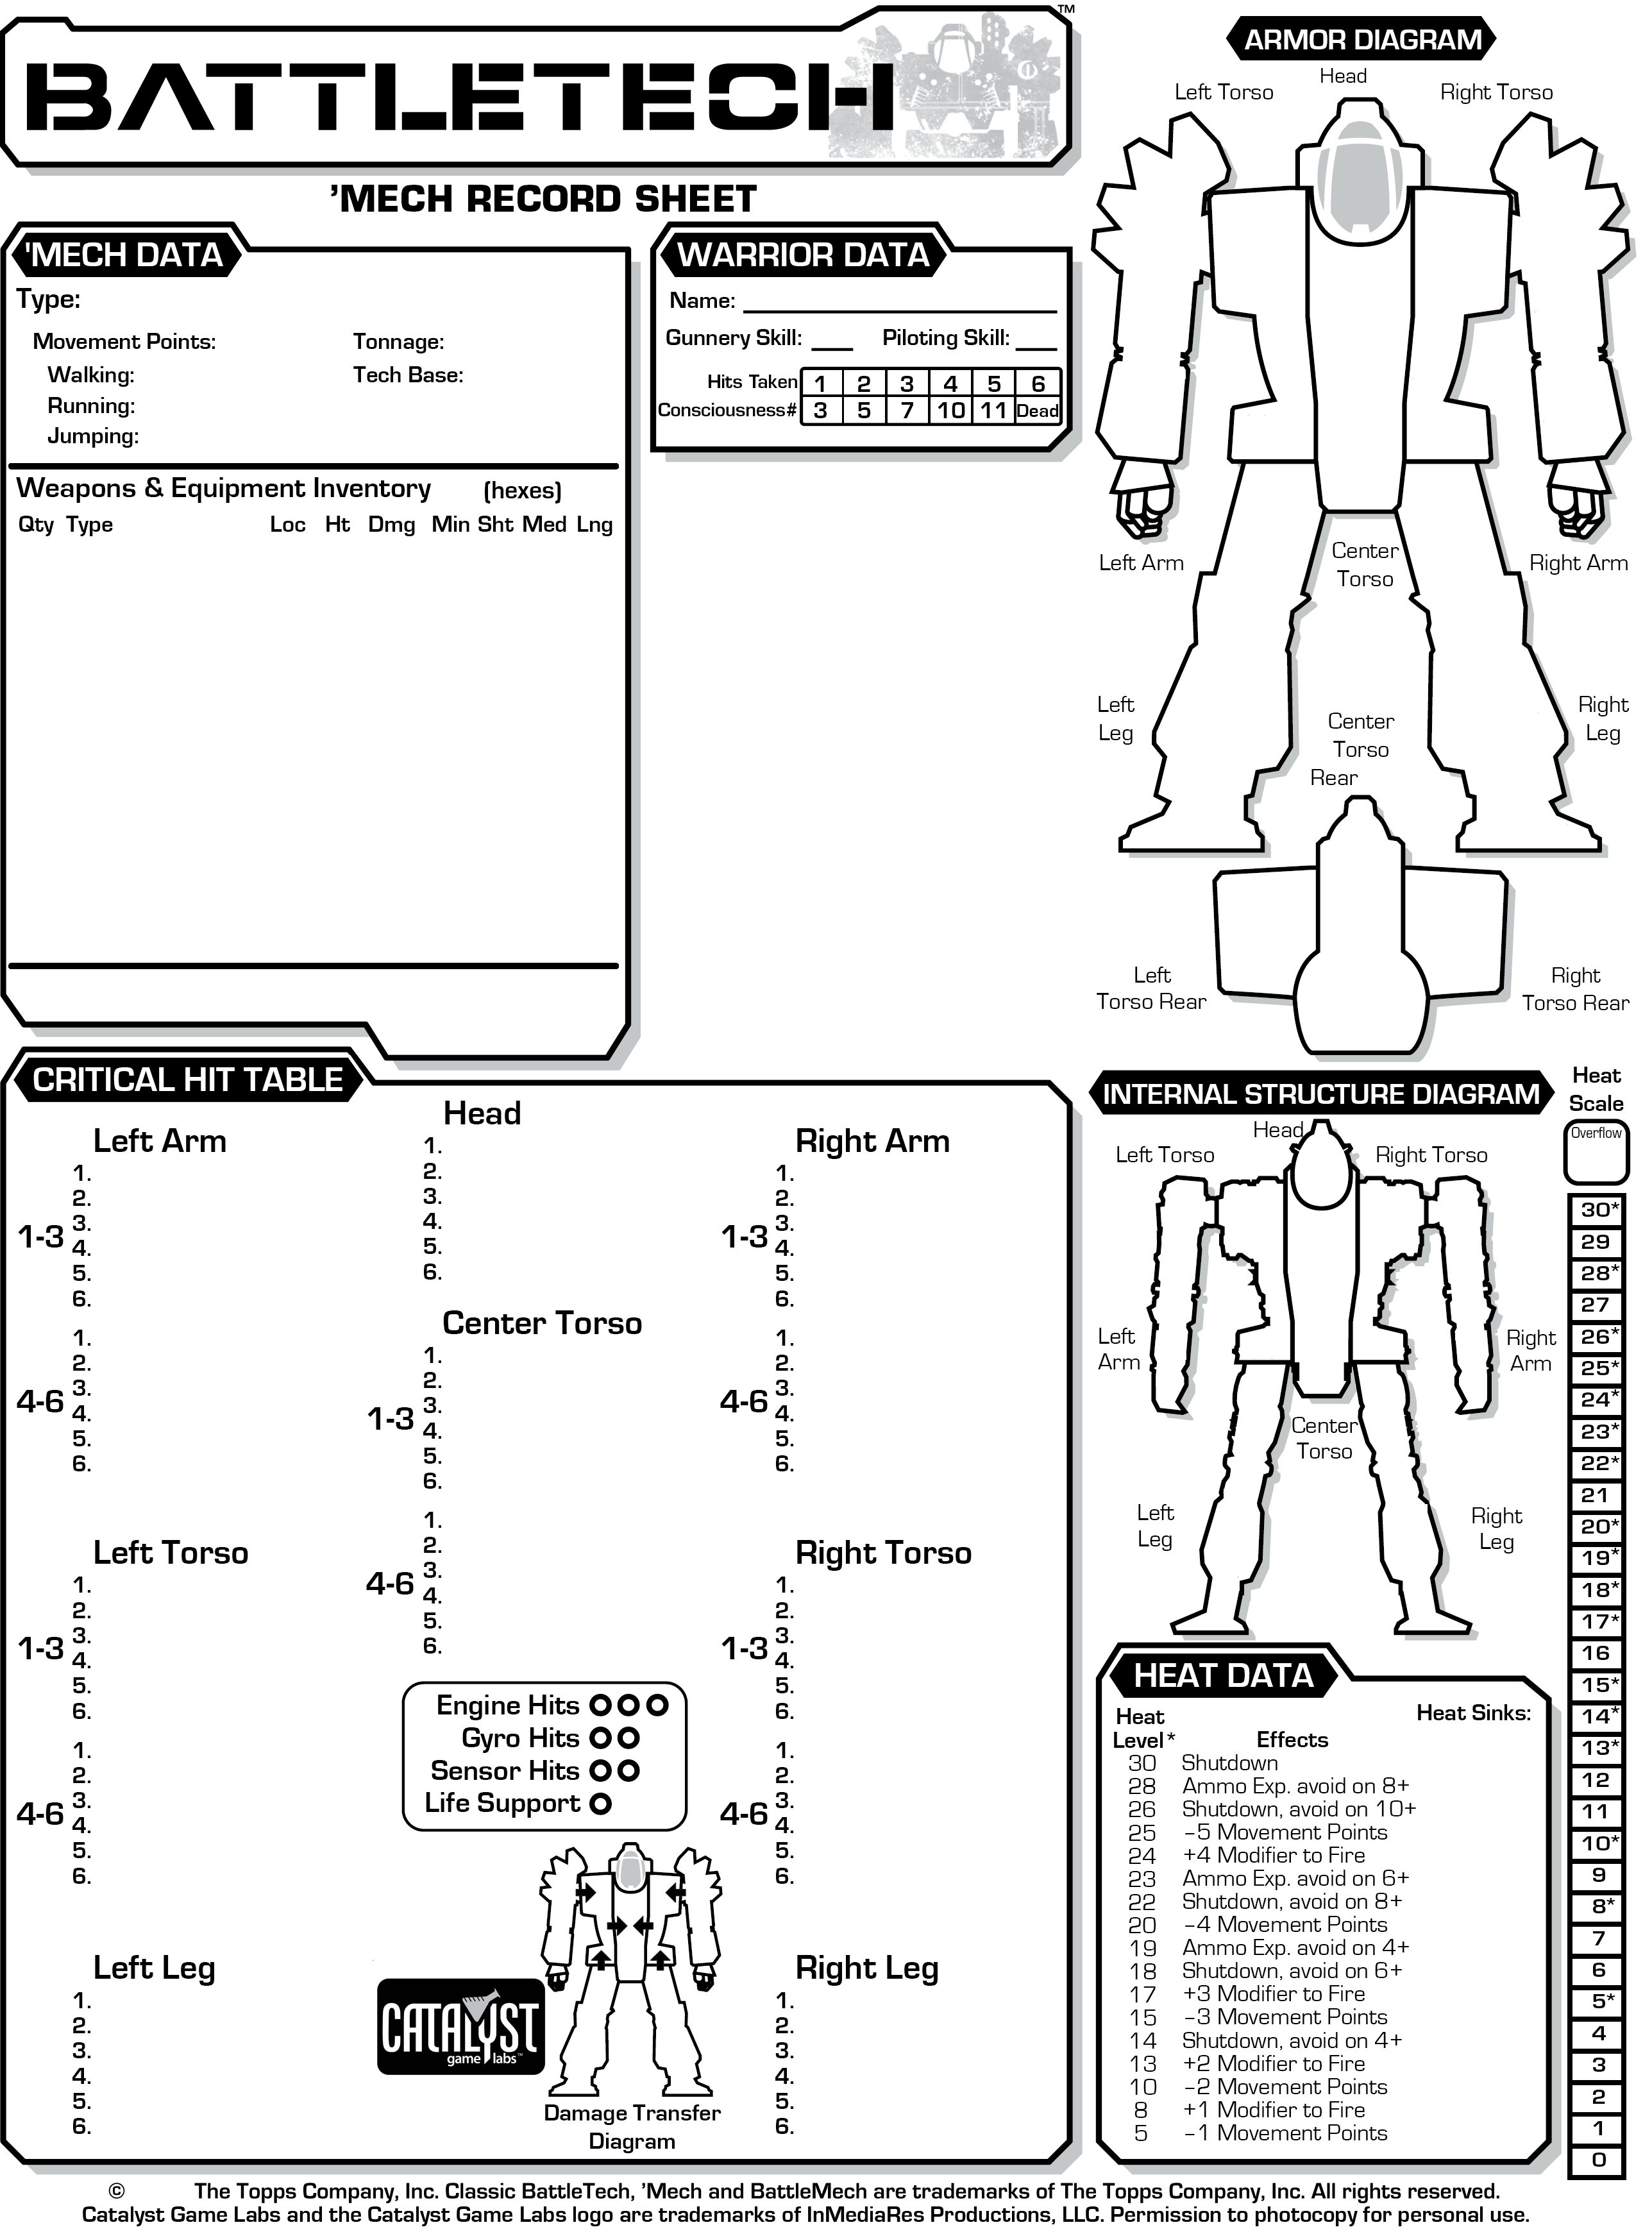 BATTLETECH
TM
'MECH RECORD SHEET
'MECH DATA
Type:
Movement Points:
Tonnage:
Walking:
Tech Base:
Running:
Jumping:
Weapons & Equipment Inventory (hexes)
Qty Type Loc Ht Dmg Min Sht Med Lng
WARRIOR DATA
Name:
Gunnery Skill: Piloting Skill:
Hits Taken 1 2 3 4 5 6
Consciousness# 3 5 7 10 11 Dead
ARMOR DIAGRAM
Head
Left Torso
Right Torso
Left Arm
Center
Torso
Right Arm
Left
Leg
Center
Torso
Rear
Right
Leg
Left
Torso Rear
Right
Torso Rear
CRITICAL HIT TABLE
Left Arm
1-3
1.
2.
3.
4.
5.
6.
4-6
1.
2.
3.
4.
5.
6.
Left Torso
1-3
1.
2.
3.
4.
5.
6.
4-6
1.
2.
3.
4.
5.
6.
Left Leg
1.
2.
3.
4.
5.
6.
Head
1.
2.
3.
4.
5.
6.
Center Torso
1-3
1.
2.
3.
4.
5.
6.
4-6
1.
2.
3.
4.
5.
6.
Engine Hits
Gyro Hits
Sensor Hits
Life Support
CATALYST
game labs™
Damage Transfer
Diagram
Right Arm
1-3
1.
2.
3.
4.
5.
6.
4-6
1.
2.
3.
4.
5.
6.
Right Torso
1-3
1.
2.
3.
4.
5.
6.
4-6
1.
2.
3.
4.
5.
6.
Right Leg
1.
2.
3.
4.
5.
6.
INTERNAL STRUCTURE DIAGRAM
Head
Left Torso
Right Torso
Left
Arm
Right
Arm
Center
Torso
Left
Leg
Right
Leg
HEAT DATA
Heat Sinks:
Heat
Level* Effects
30 Shutdown
28 Ammo Exp. avoid on 8+
26 Shutdown, avoid on 10+
25 –5 Movement Points
24 +4 Modifier to Fire
23 Ammo Exp. avoid on 6+
22 Shutdown, avoid on 8+
20 –4 Movement Points
19 Ammo Exp. avoid on 4+
18 Shutdown, avoid on 6+
17 +3 Modifier to Fire
15 –3 Movement Points
14 Shutdown, avoid on 4+
13 +2 Modifier to Fire
10 –2 Movement Points
8 +1 Modifier to Fire
5 –1 Movement Points
Heat
Scale
Overflow
30*
29
28*
27
26*
25*
24*
23*
22*
21
20*
19*
18*
17*
16
15*
14*
13*
12
11
10*
9
8*
7
6
5*
4
3
2
1
0
© The Topps Company, Inc. Classic BattleTech, 'Mech and BattleMech are trademarks of The Topps Company, Inc. All rights reserved.
Catalyst Game Labs and the Catalyst Game Labs logo are trademarks of InMediaRes Productions, LLC. Permission to photocopy for personal use.